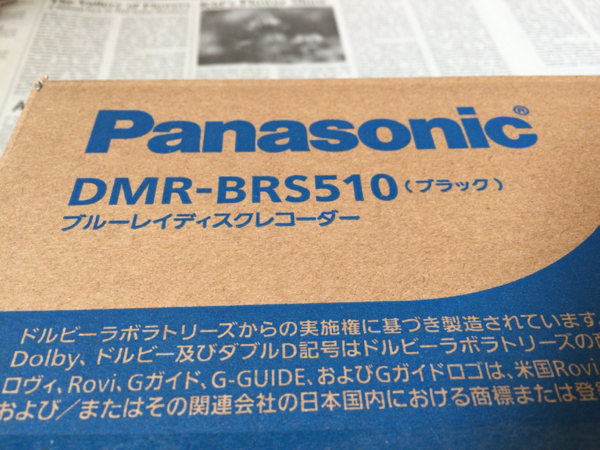 Panasonic®
DMR-BRS510(ブラック)
ブルーレイディスクレコーダー
ドルビーラボラトリーズからの実施権に基づき製造されています。
Dolby、ドルビー及びダブルD記号はドルビーラボラトリーズの商
ロヴィ、Rovi、Gガイド、G-GUIDE、およびGガイドロゴは、米国Rovi
および/またはその関連会社の日本国内における商標または登